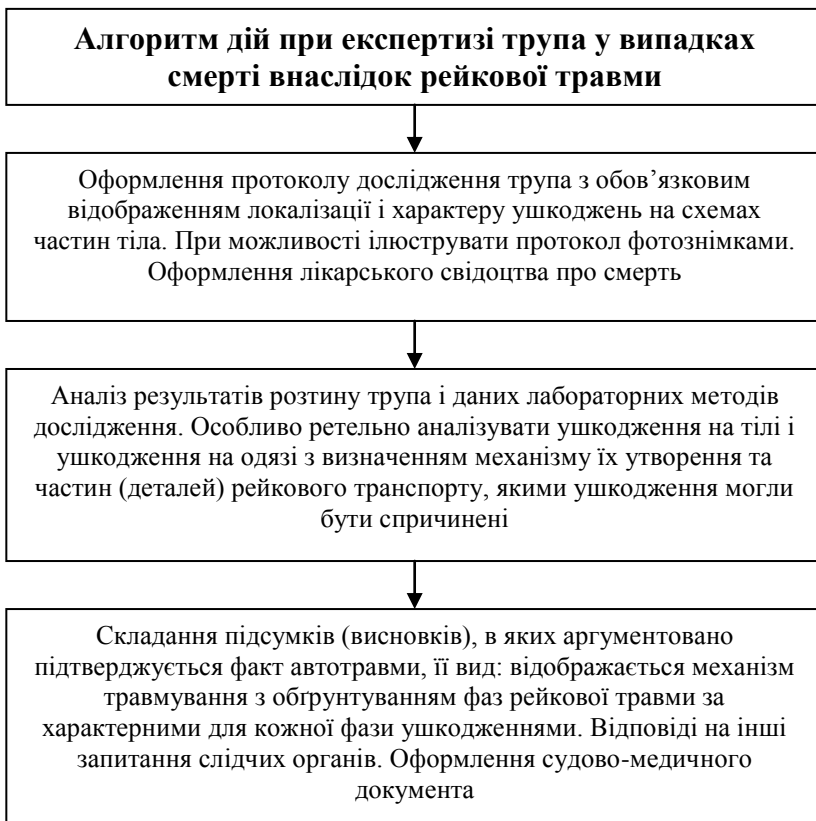 Алгоритм дій при експертизі трупа у випадках
смерті внаслідок рейкової травми
Оформлення протоколу дослідження трупа з обов’язковим
відображенням локалізації і характеру ушкоджень на схемах
частин тіла. При можливості ілюструвати протокол фотознімками.
Оформлення лікарського свідоцтва про смерть
Аналіз результатів розтину трупа і даних лабораторних методів
дослідження. Особливо ретельно аналізувати ушкодження на тілі і
ушкодження на одязі з визначенням механізму їх утворення та
частин (деталей) рейкового транспорту, якими ушкодження могли
бути спричинені
Складання підсумків (висновків), в яких аргументовано
підтверджується факт автотравми, її вид: відображається механізм
травмування з обґрунтуванням фаз рейкової травми за
характерними для кожної фази ушкодженнями. Відповіді на інші
запитання слідчих органів. Оформлення судово-медичного
документа